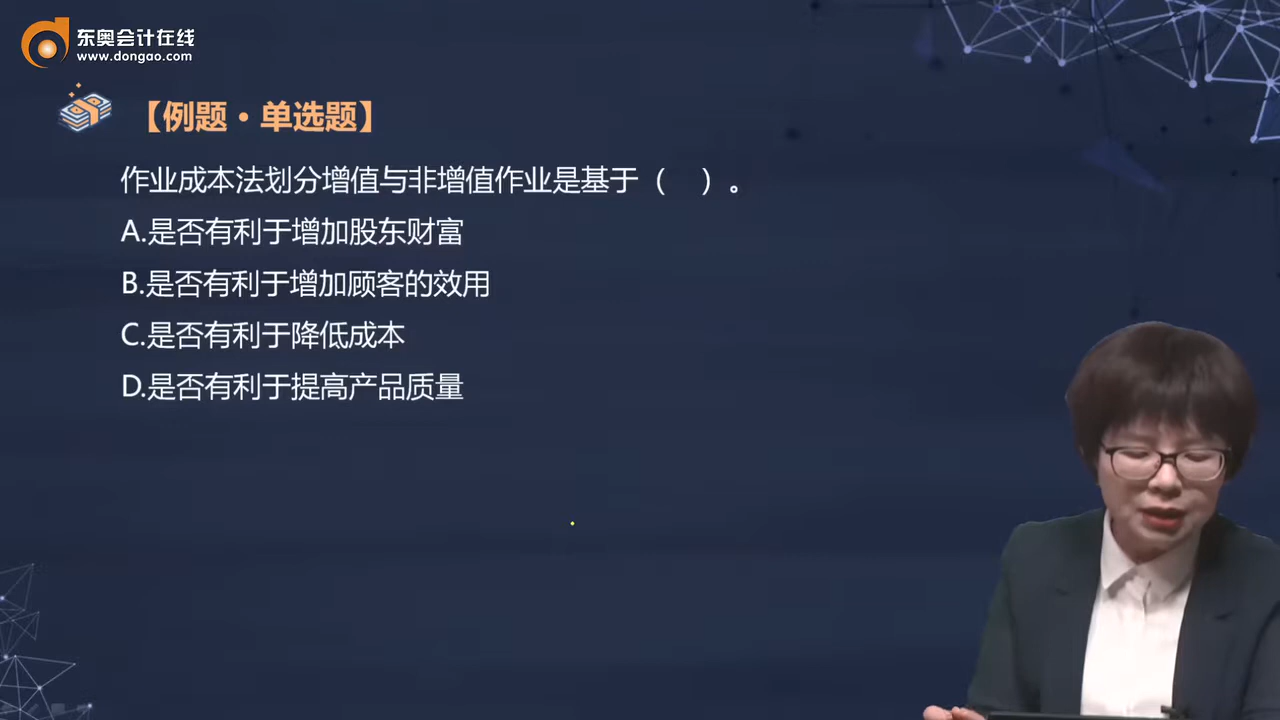 东奥会计在线
www.dongao.com
【例题·单选题】
作业成本法划分增值与非增值作业是基于（ ）。
A.是否有利于增加股东财富
B.是否有利于增加顾客的效用
C.是否有利于降低成本
D.是否有利于提高产品质量